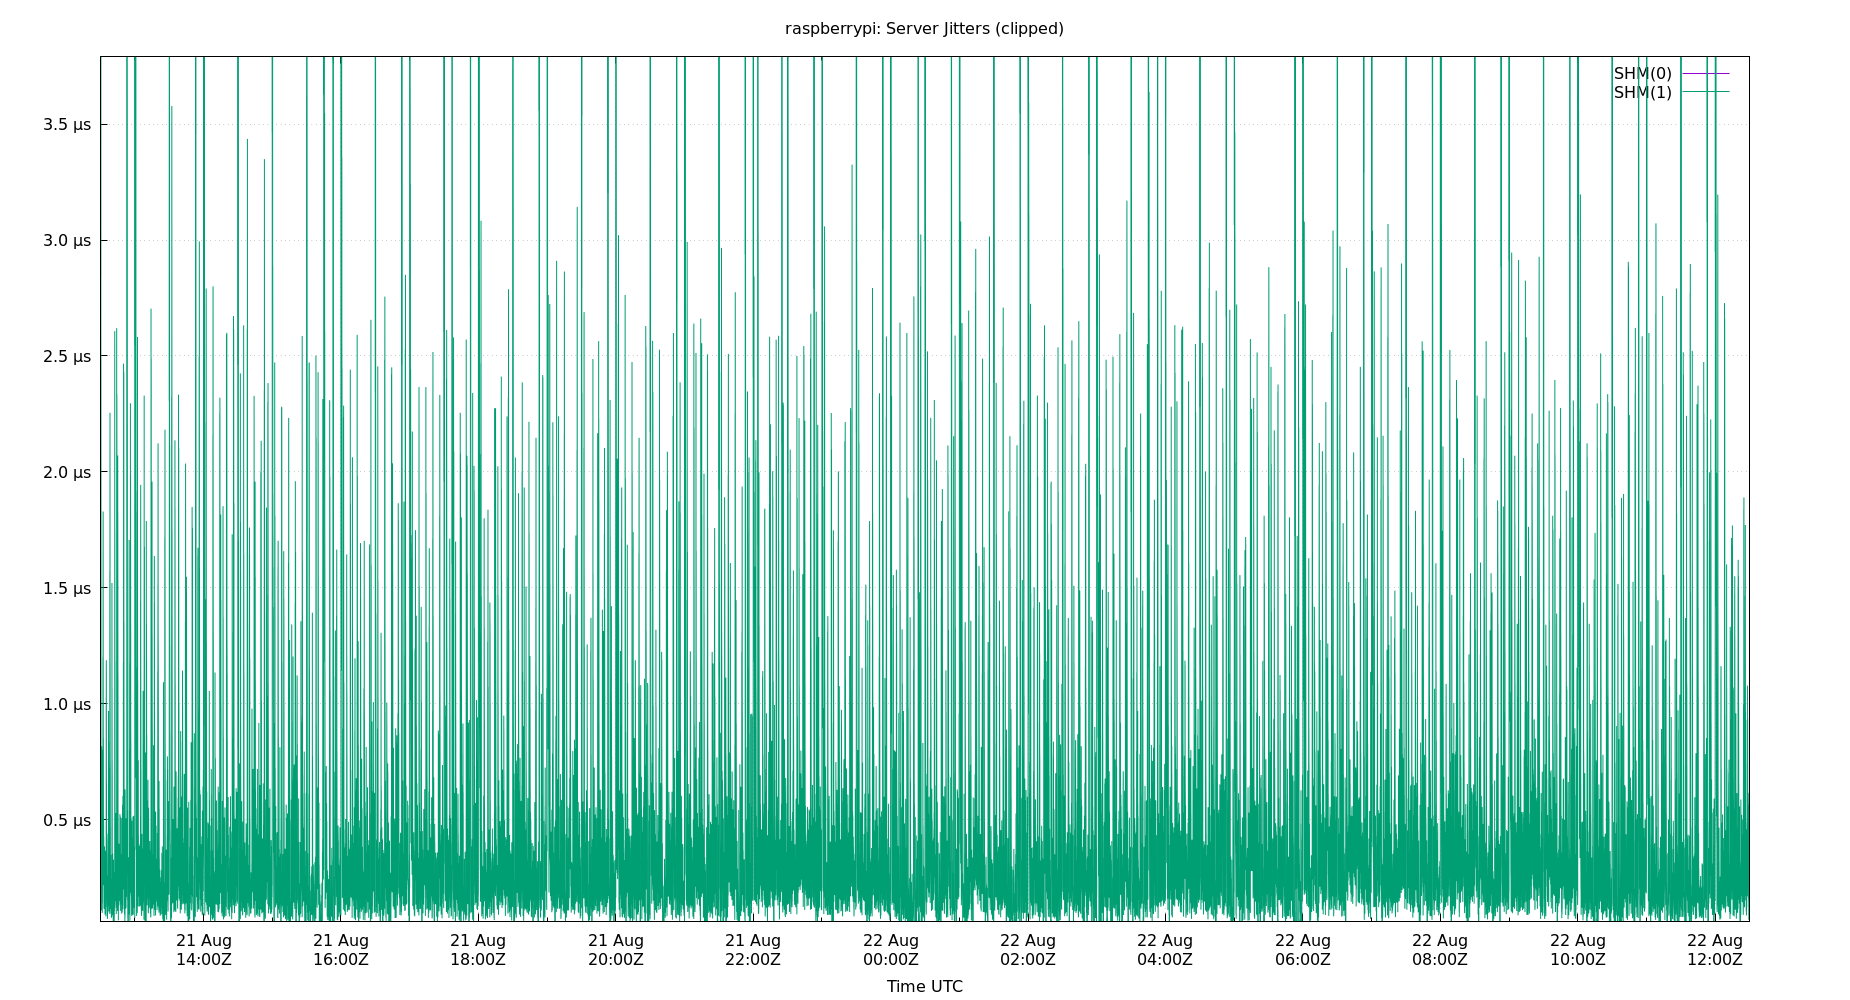 raspberrypi: Server Jitters (clipped)
SHM(0)
SHM(1)
3.5 µs
3.0 µs
2.5 µs
2.0 µs
1.5 µs
1.0 µs
0.5 µs
21 Aug 21 Aug 21 Aug 21 Aug 21 Aug 22 Aug 22 Aug 22 Aug 22 Aug 22 Aug 22 Aug 22 Aug
14:00Z 16:00Z 18:00Z 20:00Z 22:00Z 00:00Z 02:00Z 04:00Z 06:00Z 08:00Z 10:00Z 12:00Z
Time UTC